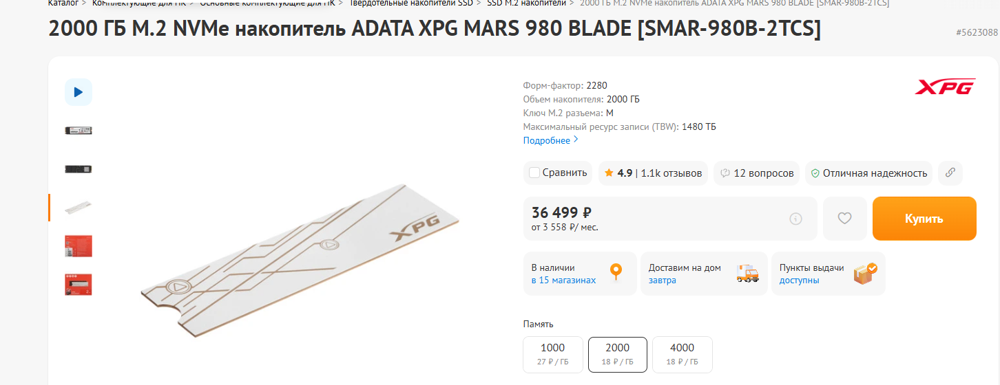 Каталог > Комплектующие для ПК > Основные комплектующие для ПК > Твердотельные накопители SSD > SSD M.2 накопители > 2000 ГБ M.2 NVMe накопитель ADATA XPG MARS 980 BLADE [SMAR-980B-2TCS]
2000 ГБ M.2 NVMe накопитель ADATA XPG MARS 980 BLADE [SMAR-980B-2TCS]
#5623088
XPG
Форм-фактор: 2280
Объем накопителя: 2000 ГБ
Ключ M.2 разъема: M
Максимальный ресурс записи (TBW): 1480 ТБ
Подробнее >
XPG
Сравнить
4.9 | 1.1k отзывов
12 вопросов
Отличная надежность
36 499 ₽
от 3 558 ₽/ мес.
Купить
В наличии
в 15 магазинах
Доставим на дом
завтра
Пункты выдачи
доступны
Память
1000
27 ₽ / ГБ
2000
18 ₽ / ГБ
4000
18 ₽ / ГБ